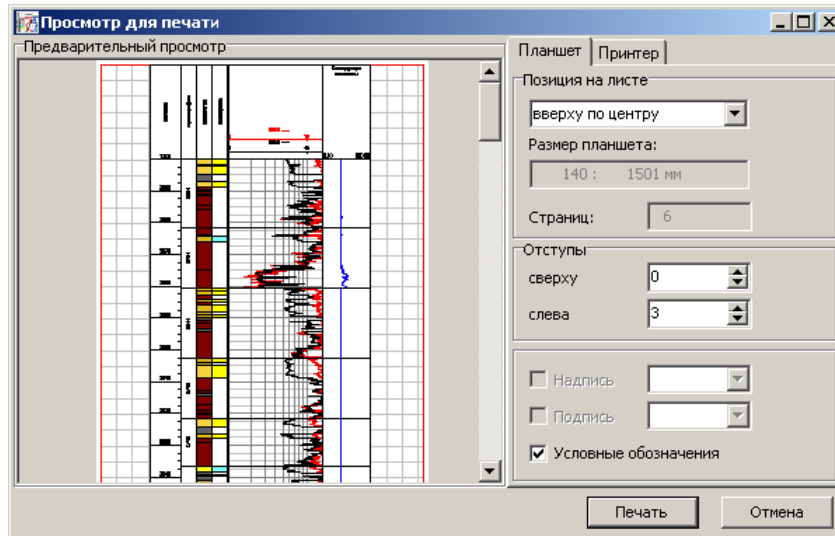 Просмотр для печати
Предварительный просмотр
Планшет Принтер
Позиция на листе
вверху по центру
Размер планшета:
140 : 1501 мм
Страниц: 6
Отступы
сверху 0
слева 3
Надпись
Подпись
Условные обозначения
Печать Отмена